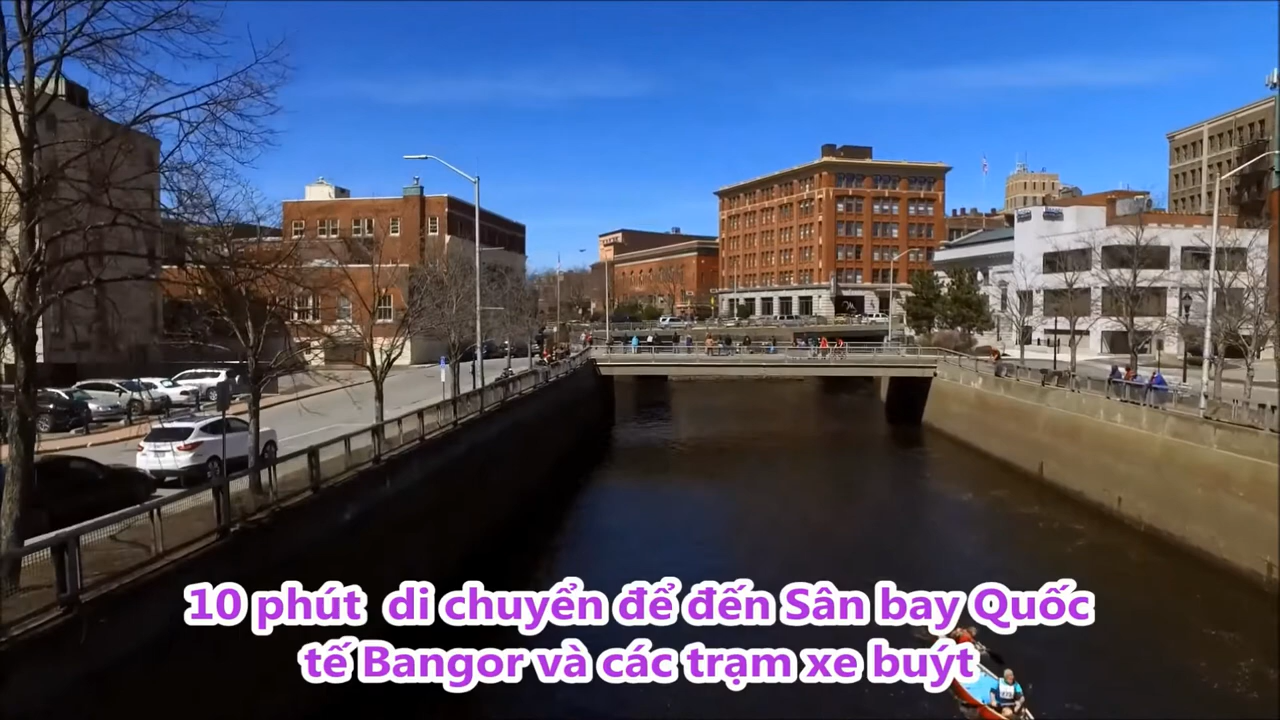 10 phút  di chuyển để đến Sân bay Quốc
tế Bangor và các trạm xe buýt